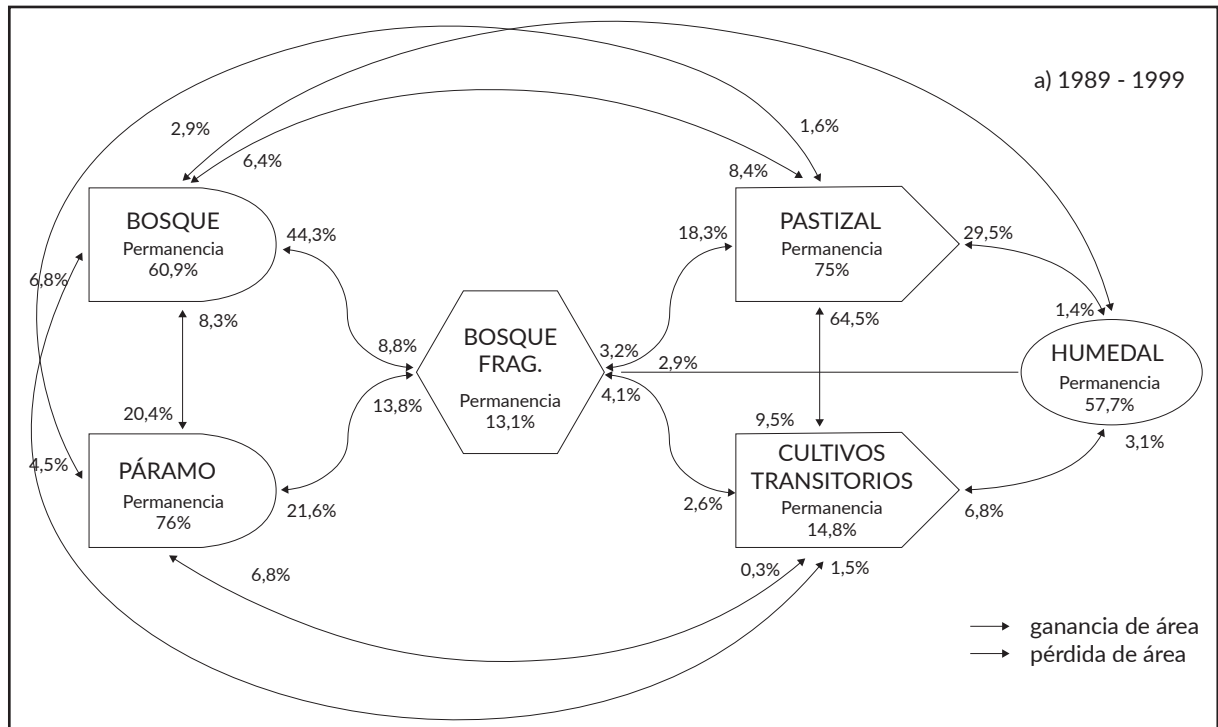 a) 1989 - 1999
2,9%
1,6%
6,4%
8,4%
BOSQUE
Permanencia
60,9%
44,3%
18,3%
PASTIZAL
Permanencia
75%
29,5%
6,8%
8,3%
64,5%
1,4%
BOSQUE
FRAG.
Permanencia
13,1%
8,8%
3,2%
2,9%
HUMEDAL
Permanencia
57,7%
13,8%
4,1%
20,4%
9,5%
3,1%
4,5%
PÁRAMO
Permanencia
76%
21,6%
2,6%
CULTIVOS
TRANSITORIOS
Permanencia
14,8%
6,8%
6,8%
0,3%
1,5%
ganancia de área
pérdida de área